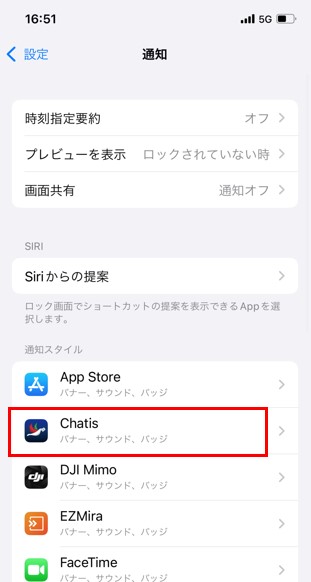 16:51
5G
設定
通知
時刻指定要約 オフ
プレビューを表示 ロックされていない時
画面共有 通知オフ
SIRI
Siriからの提案
ロック画面でショートカットの提案を表示できるAppを選
択します。
通知スタイル
App Store
バナー、サウンド、バッジ
Chatis
バナー、サウンド、バッジ
dji
DJI Mimo
バナー、サウンド、バッジ
EZMira
バナー、サウンド、バッジ
FaceTime
バナー、サウンド、バッジ